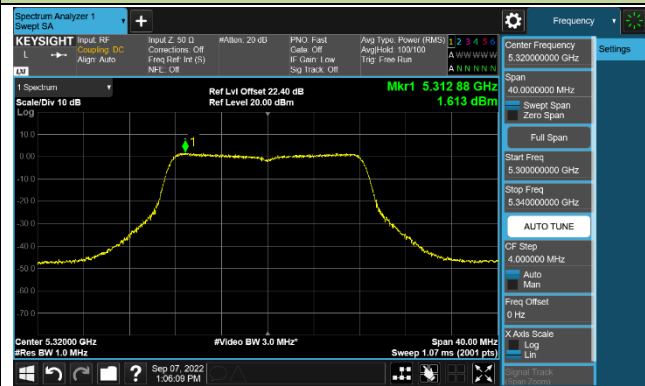 Spectrum Analyzer 1
Swept SA
Frequency
KEYSIGHT
Input: RF
Coupling: DC
Align: Auto
Input Z: 50 Ω
Corrections: Off
Freq Ref: Int (S)
NFE: Off
#Atten: 20 dB
PNO: Fast
Gate: Off
IF Gain: Low
Sig Track: Off
Avg Type: Power (RMS)
Avg|Hold: 100/100
Trig: Free Run
1 2 3 4 5 6
A W W W W W
A N N N N N
L
LXI
1 Spectrum
Scale/Div 10 dB
Log
Ref Lvl Offset 22.40 dB
Ref Level 20.00 dBm
Mkr1 5.312 88 GHz
1.613 dBm
1
10.0
0.00
-10.0
-20.0
-30.0
-40.0
-50.0
-60.0
-70.0
Center 5.32000 GHz
#Res BW 1.0 MHz
#Video BW 3.0 MHz*
Span 40.00 MHz
Sweep 1.07 ms (2001 pts)
Sep 07, 2022
1:06:09 PM
Center Frequency
5.320000000 GHz
Settings
Span
40.0000000 MHz
Swept Span
Zero Span
Full Span
Start Freq
5.300000000 GHz
Stop Freq
5.340000000 GHz
AUTO TUNE
CF Step
4.000000 MHz
Auto
Man
Freq Offset
0 Hz
X Axis Scale
Log
Lin
Signal Track
(Span Zoom)